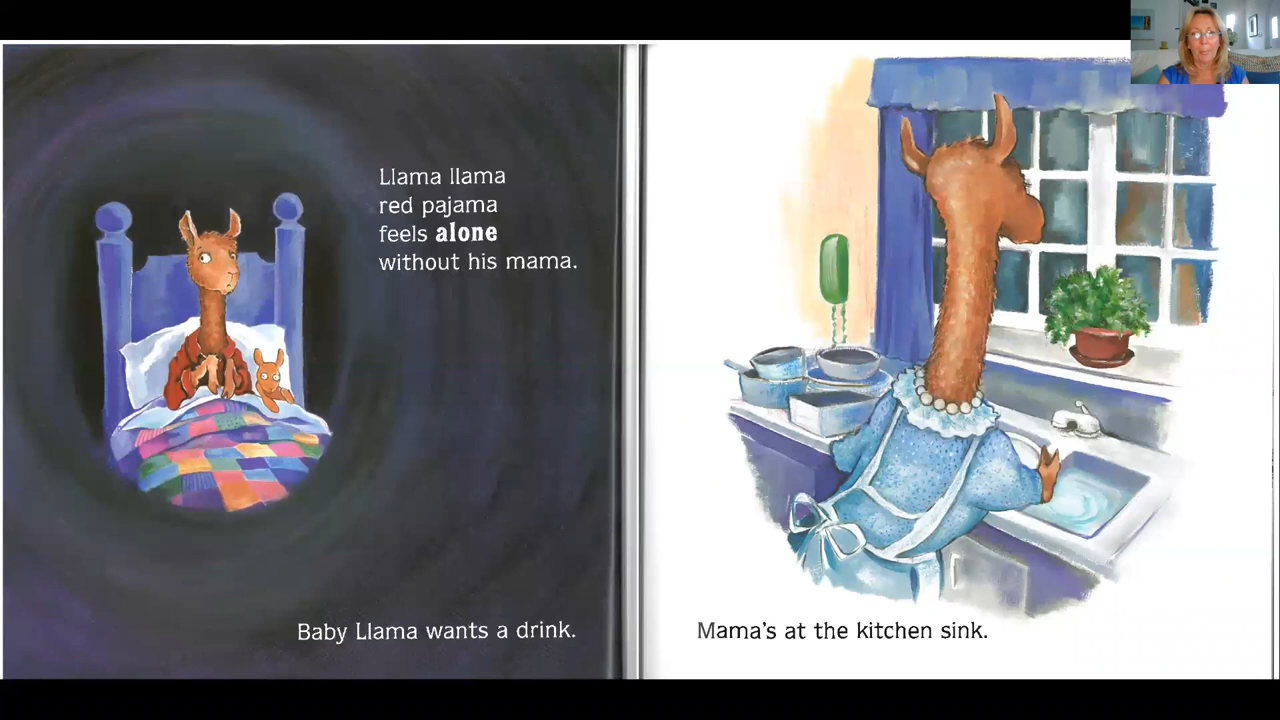 Llama llama
red pajama
feels alone
without his mama.
Baby Llama wants a drink.
Mama's at the kitchen sink.